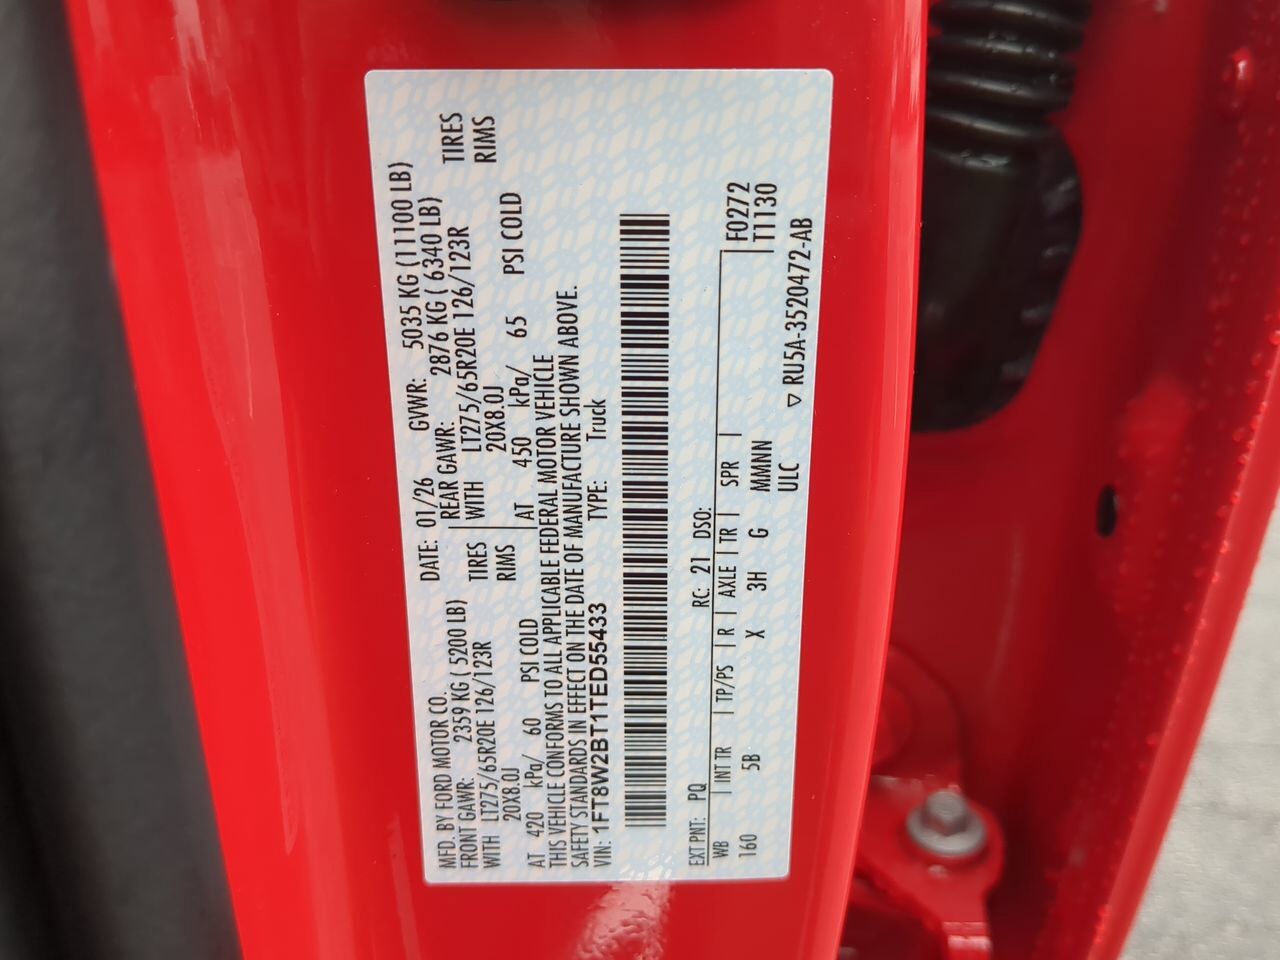 MFD. BY FORD MOTOR CO.
DATE: 01/26 GVWR: 5035 KG (11100 LB)
FRONT GAWR: 2359 KG ( 5200 LB) REAR GAWR: 2876 KG ( 6340 LB)
WITH LT275/65R20E 126/123R TIRES WITH LT275/65R20E 126/123R TIRES
20X8.0J RIMS 20X8.0J RIMS
AT 420 kPa/ 60 PSI COLD AT 450 kPa/ 65 PSI COLD
THIS VEHICLE CONFORMS TO ALL APPLICABLE FEDERAL MOTOR VEHICLE
SAFETY STANDARDS IN EFFECT ON THE DATE OF MANUFACTURE SHOWN ABOVE.
VIN: 1FT8W2BT1TED55433 TYPE: Truck
EXT PNT: PQ RC: 21 DSO:
WB | INT TR | TP/PS | R | AXLE | TR | SPR | F0272
160 5B X 3H G MMNN T1130
ULC
▽ RU5A-3520472-AB